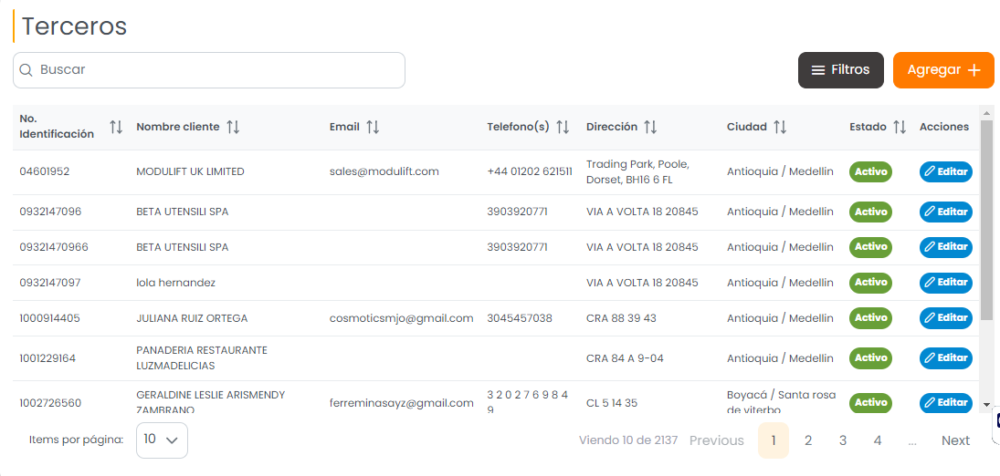 Terceros
Buscar
Filtros
Agregar
No. Identificación Nombre cliente Email Telefono(s) Dirección Ciudad Estado Acciones
04601952 MODULIFT UK LIMITED sales@modulift.com +44 01202 621511 Trading Park, Poole, Dorset, BH16 6 FL Antioquia / Medellin Activo Editar
0932147096 BETA UTENSILI SPA 3903920771 VIA A VOLTA 18 20845 Antioquia / Medellin Activo Editar
09321470966 BETA UTENSILI SPA 3903920771 VIA A VOLTA 18 20845 Antioquia / Medellin Activo Editar
0932147097 lola hernandez VIA A VOLTA 18 20845 Antioquia / Medellin Activo Editar
1000914405 JULIANA RUIZ ORTEGA cosmoticsmjo@gmail.com 3045457038 CRA 88 39 43 Antioquia / Medellin Activo Editar
1001229164 PANADERIA RESTAURANTE LUZMADELICIAS CRA 84 A 9-04 Antioquia / Medellin Activo Editar
1002726560 GERALDINE LESLIE ARISMENDY ZAMBRANO ferreminasayz@gmail.com 3 2 0 2 7 6 9 8 4 9 CL 5 14 35 Boyacá / Santa rosa de viterbo Activo Editar
Items por página: 10 Viendo 10 de 2137 Previous 1 2 3 4 ... Next